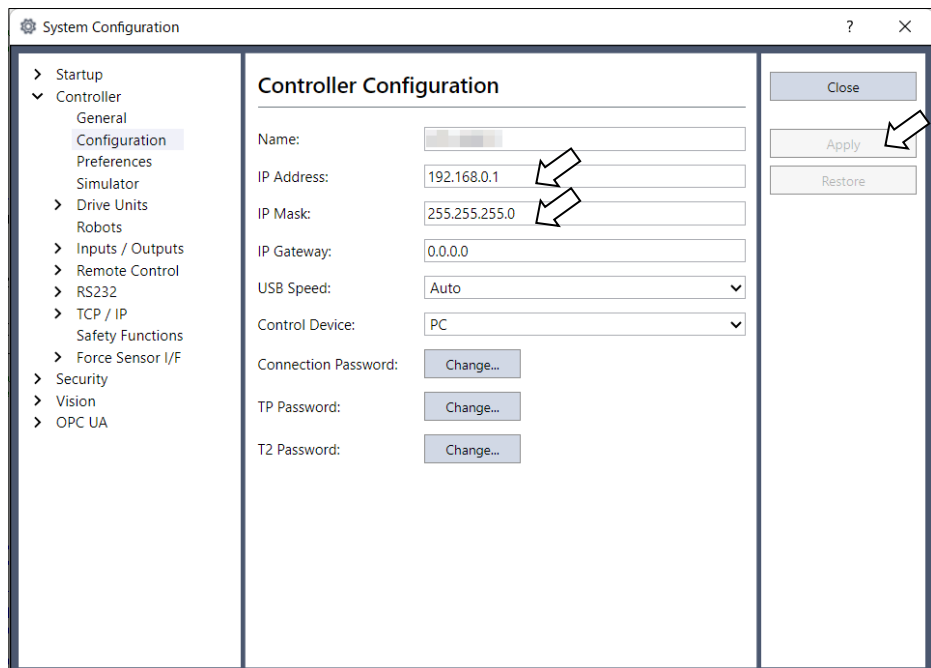 System Configuration
?
Startup
Controller
General
Configuration
Preferences
Simulator
Drive Units
Robots
Inputs / Outputs
Remote Control
RS232
TCP / IP
Safety Functions
Force Sensor I/F
Security
Vision
OPC UA
Controller Configuration
Name:
IP Address: 192.168.0.1
IP Mask: 255.255.255.0
IP Gateway: 0.0.0.0
USB Speed: Auto
Control Device: PC
Connection Password: Change...
TP Password: Change...
T2 Password: Change...
Close
Apply
Restore